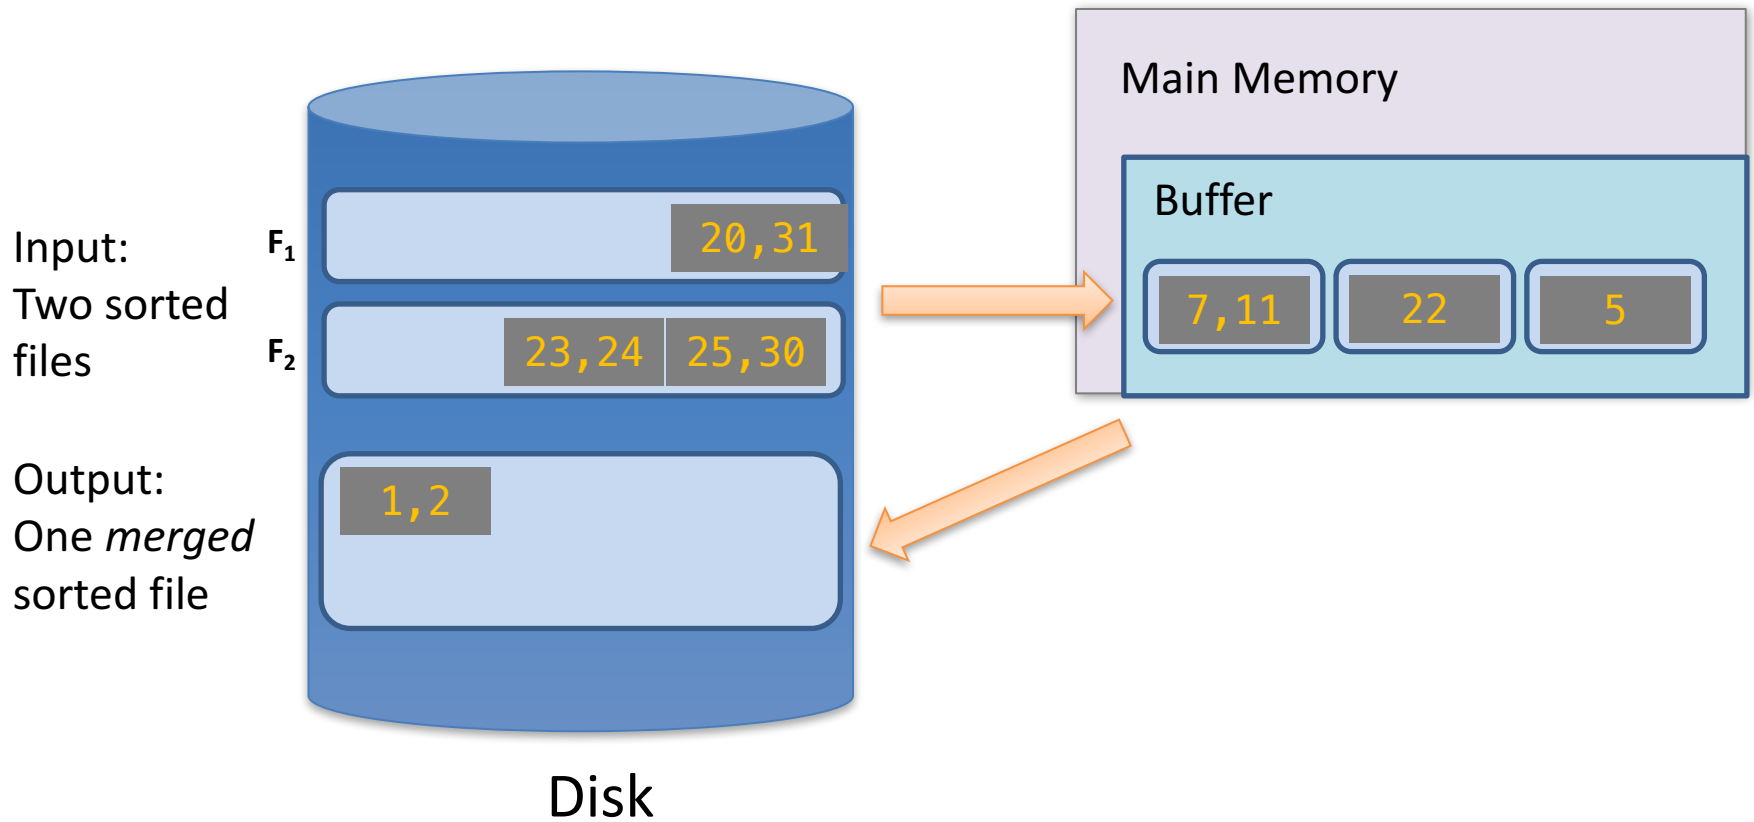 Main Memory
Buffer
7,11
22
5
Input:
Two sorted
files
F1
20,31
F2
23,24
25,30
Output:
One merged
sorted file
1,2
Disk